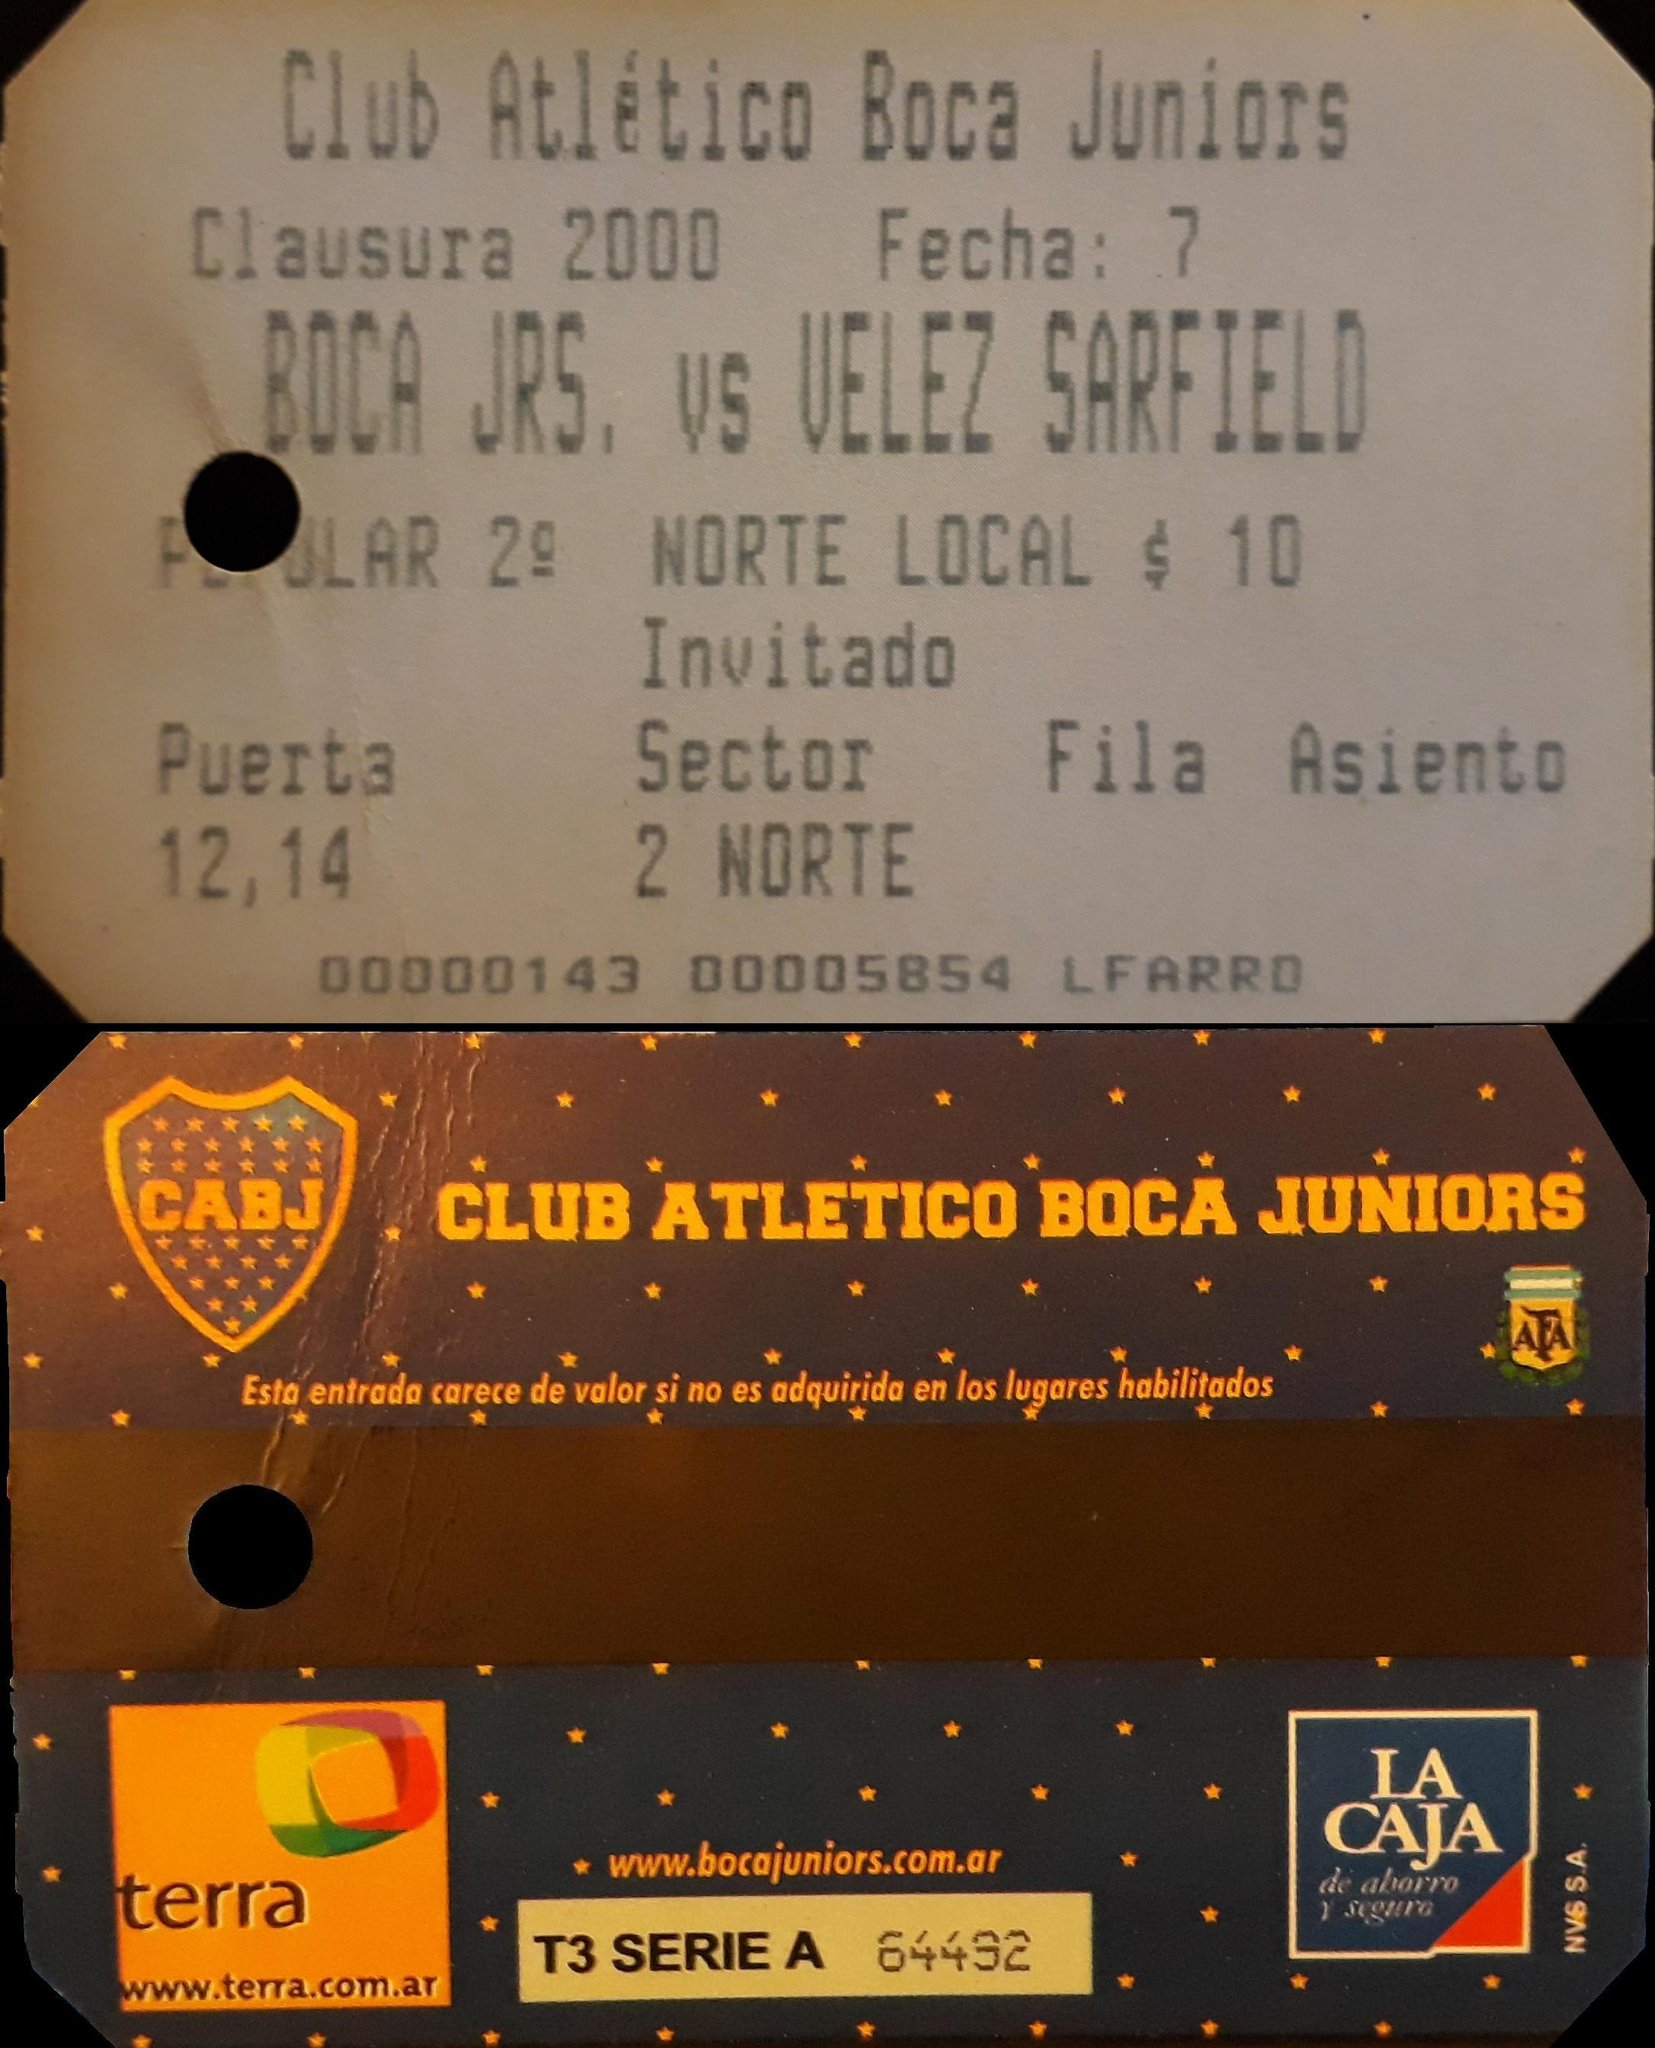 Club Atlético Boca Juniors
Clausura 2000 Fecha: 7
BOCA JRS. vs VELEZ SARFIELD
POPULAR 2º NORTE LOCAL $ 10
Invitado
Puerta Sector Fila Asiento
12,14 2 NORTE
00000143 00005854 LFARRO
CABJ
CLUB ATLETICO BOCA JUNIORS
AFA
Esta entrada carece de valor si no es adquirida en los lugares habilitados
terra
www.terra.com.ar
www.bocajuniors.com.ar
T3 SERIE A 64492
LA
CAJA
de ahorro
y seguro
NV6 S.A.